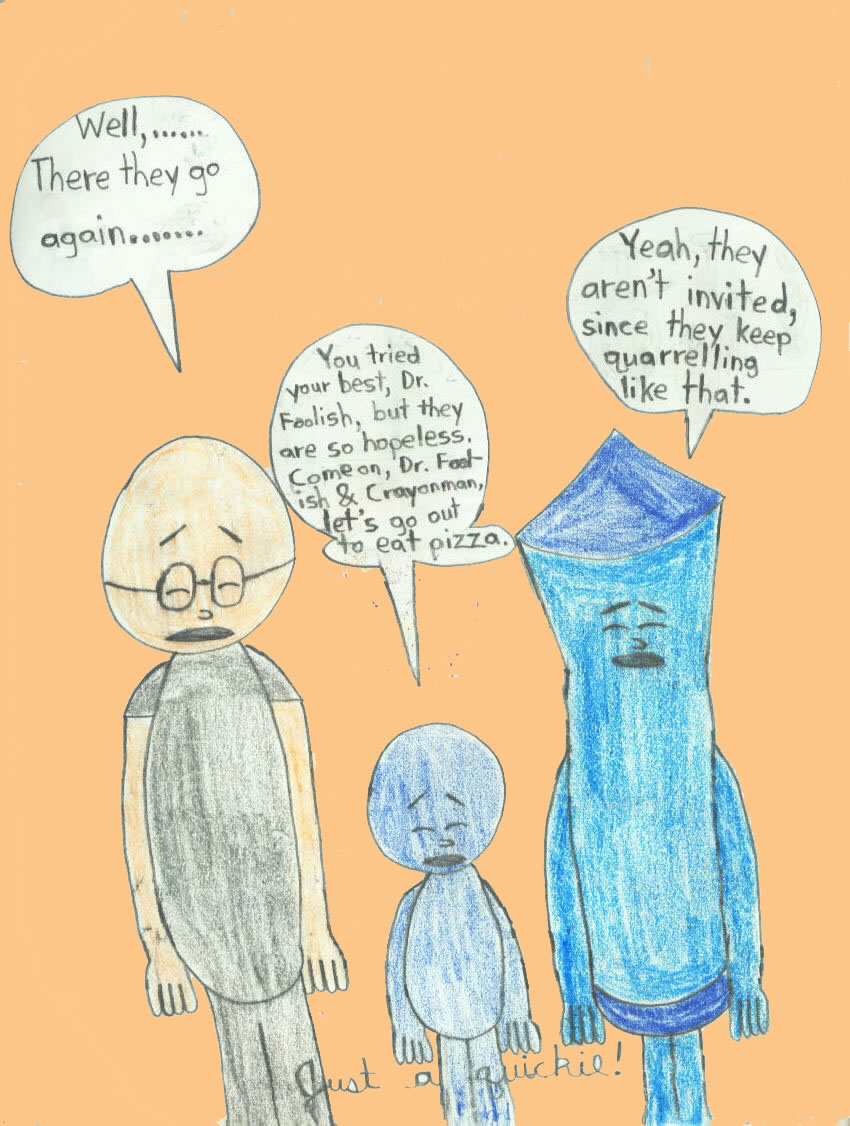 Well,......
There they go
again........
You tried
your best, Dr.
Foolish, but they
are so hopeless.
Come on, Dr. Fool-
ish & Crayonman,
let's go out
to eat pizza.
Yeah, they
aren't invited,
since they keep
quarrelling
like that.
Just a quickie!